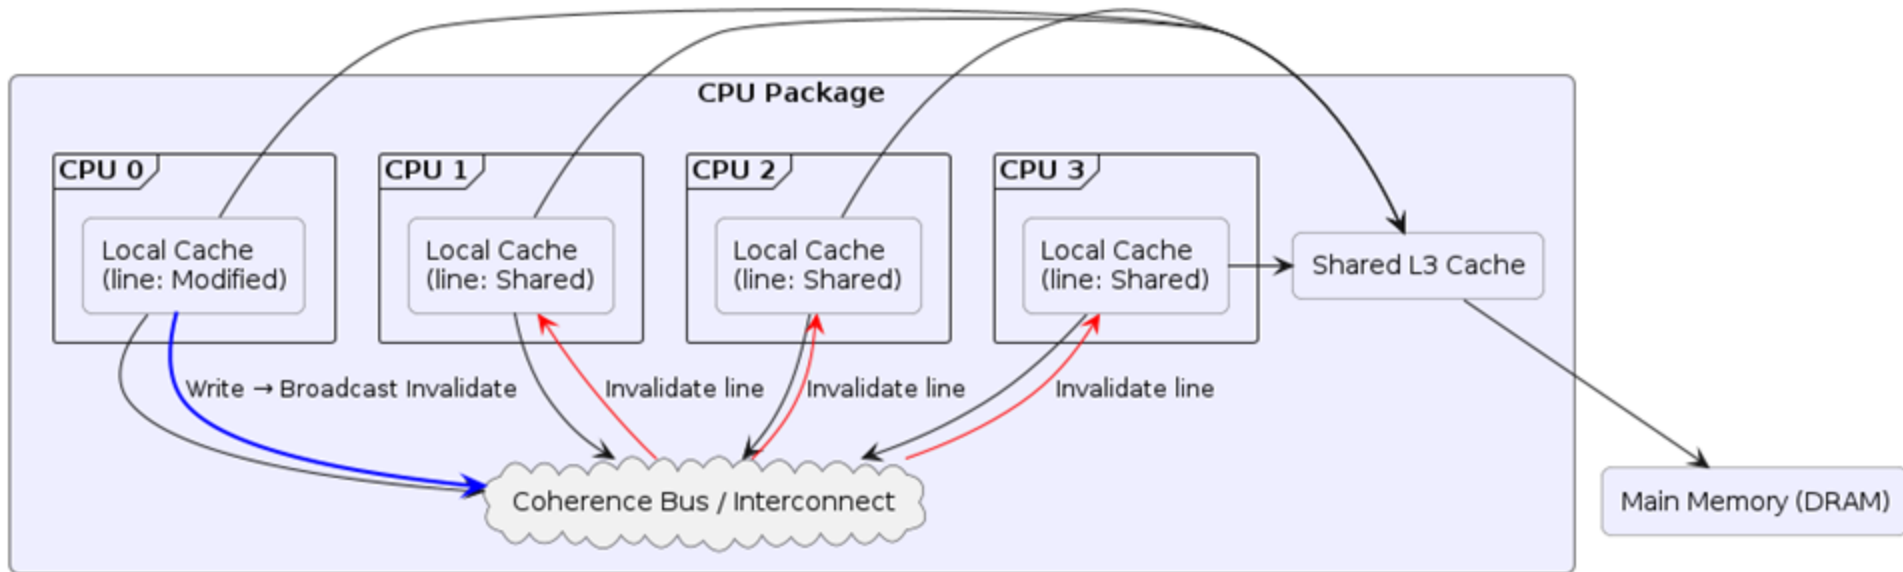 CPU Package
CPU 0
CPU 1
CPU 2
CPU 3
Local Cache
(line: Modified)
Local Cache
(line: Shared)
Local Cache
(line: Shared)
Local Cache
(line: Shared)
Shared L3 Cache
Write → Broadcast Invalidate
Invalidate line
Invalidate line
Invalidate line
Coherence Bus / Interconnect
Main Memory (DRAM)